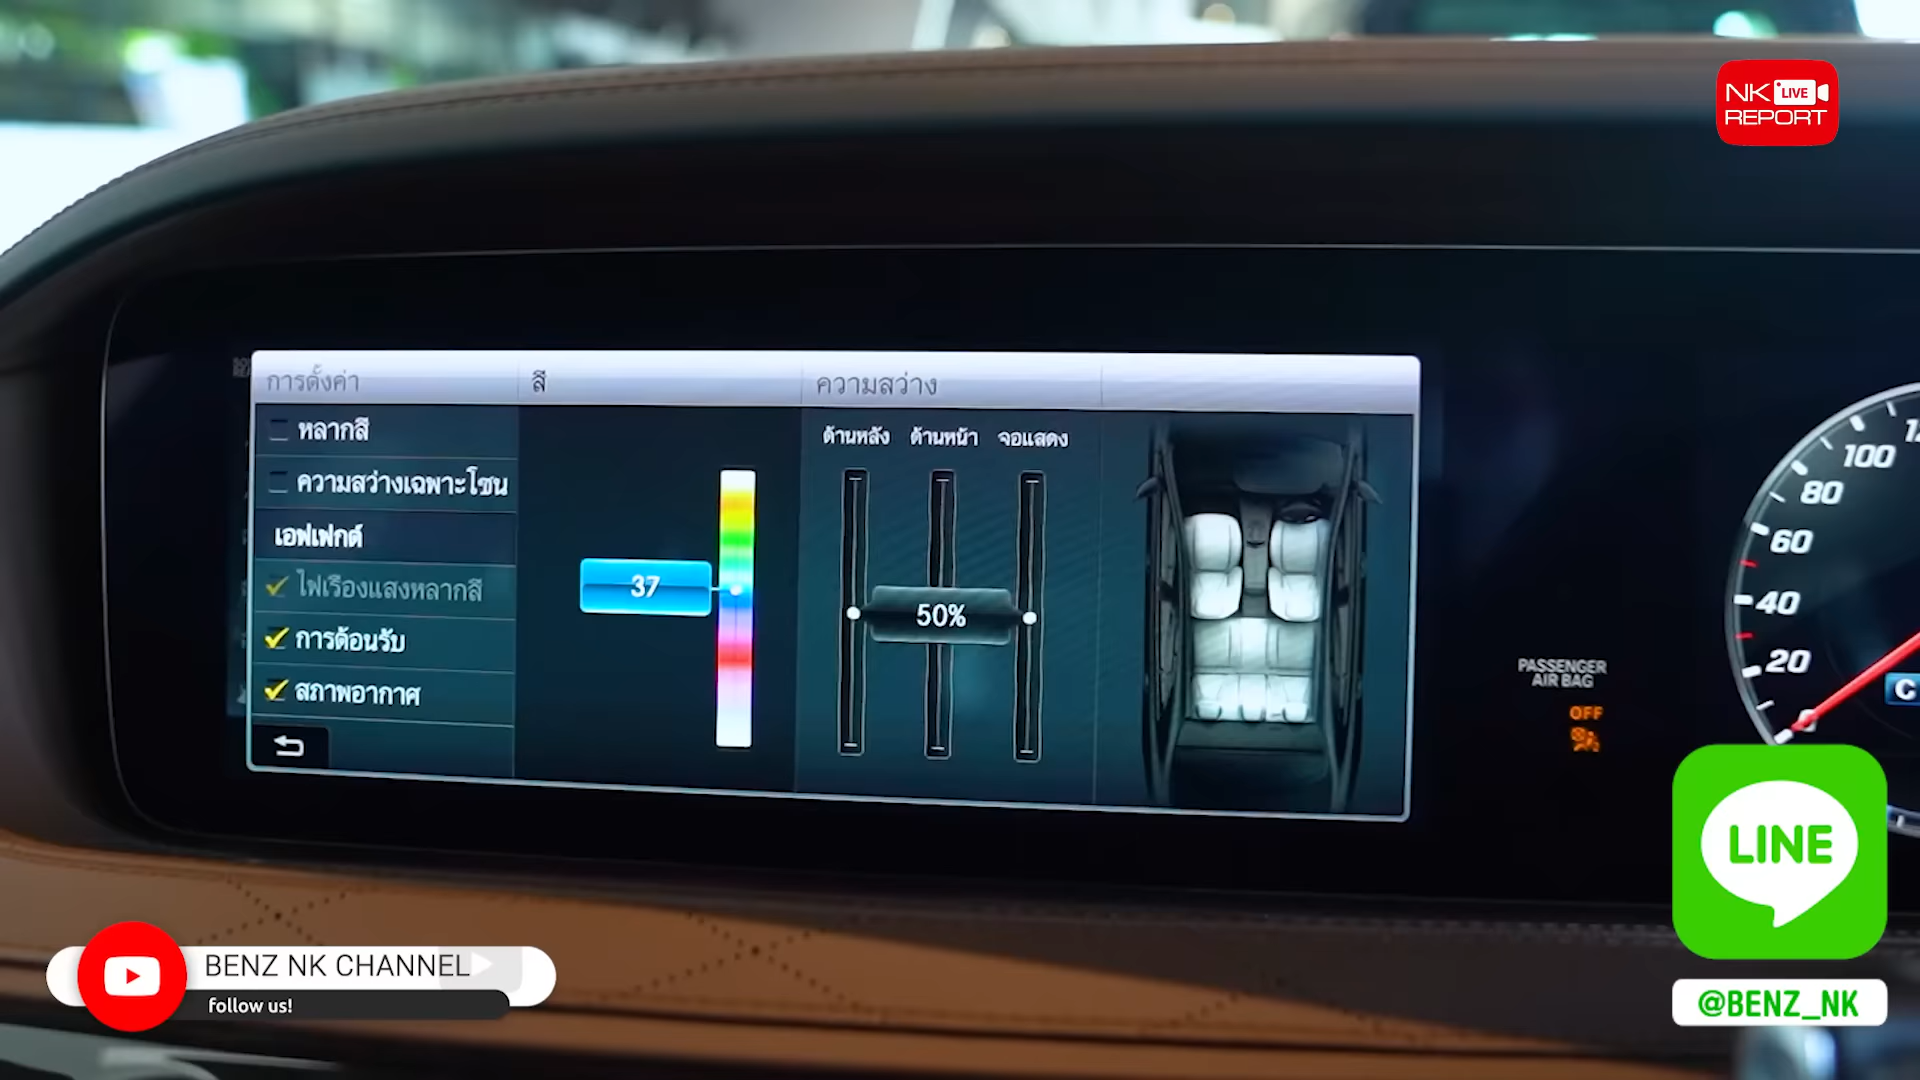 NK LIVE
REPORT
การตั้งค่า
สี
ความสว่าง
หลากสี
ความสว่างเฉพาะโซน
เอฟเฟกต์
ไฟเรืองแสงหลากสี
การต้อนรับ
สภาพอากาศ
37
ด้านหลัง ด้านหน้า จอแสดง
50%
PASSENGER
AIR BAG
OFF
100
80
60
40
20
0
C
LINE
@BENZ_NK
BENZ NK CHANNEL
follow us!